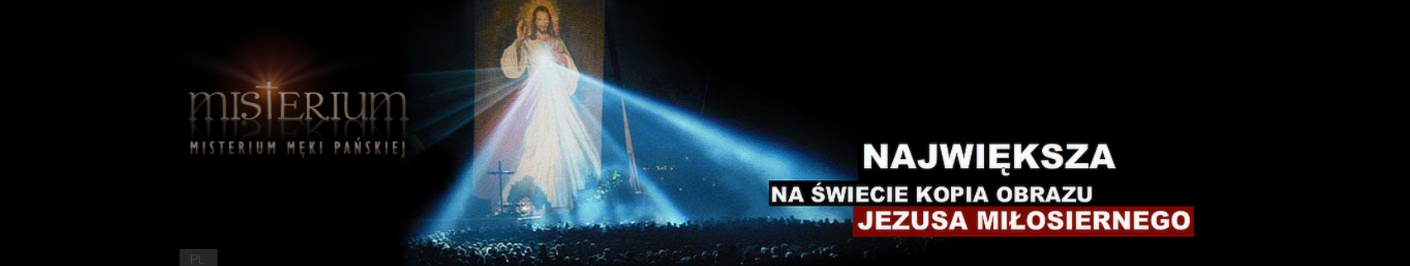 MISTERIUM
MISTERIUM MĘKI PAŃSKIEJ
NAJWIĘKSZA
NA ŚWIECIE KOPIA OBRAZU
JEZUSA MIŁOSIERNEGO
PL